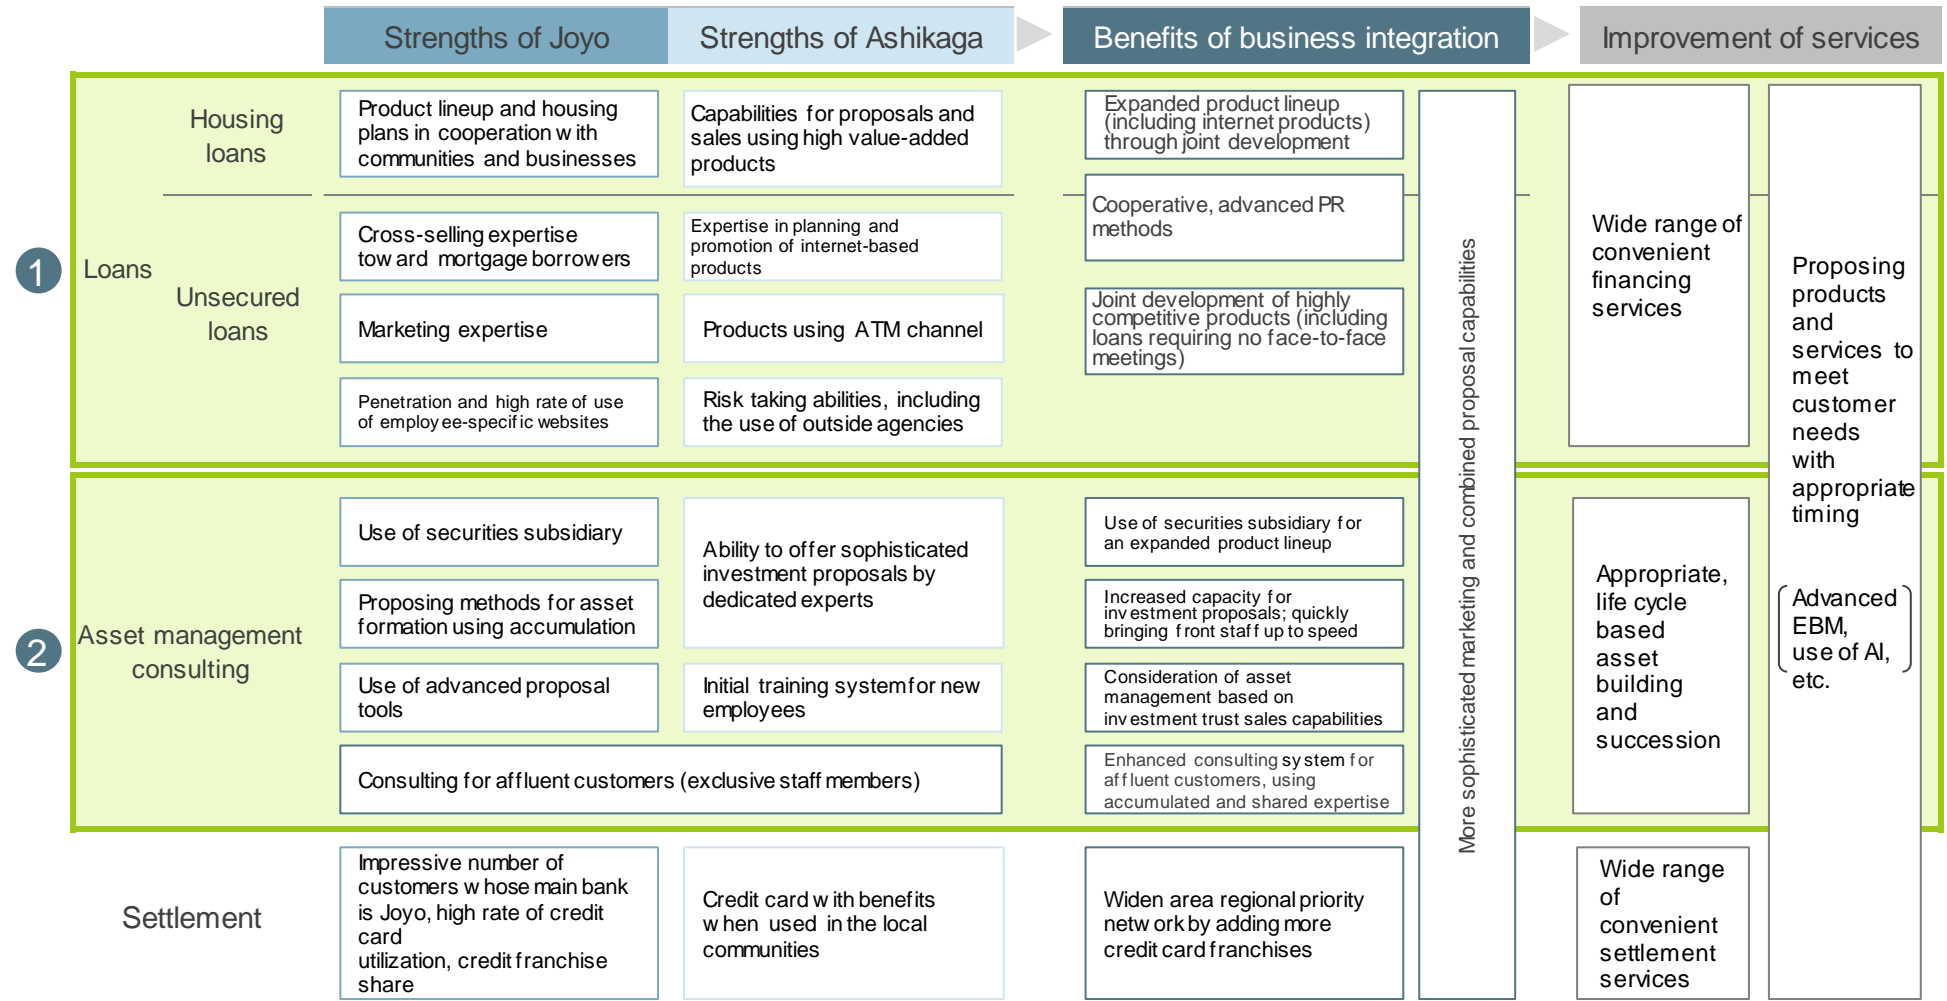 Strengths of Joyo
Strengths of Ashikaga
Benefits of business integration
Improvement of services
1
Loans
Housing
loans
Product lineup and housing
plans in cooperation with
communities and businesses
Capabilities for proposals and
sales using high value-added
products
Expanded product lineup
(including internet products)
through joint development
Cooperative, advanced PR
methods
Unsecured
loans
Cross-selling expertise
toward mortgage borrowers
Expertise in planning and
promotion of internet-based
products
Marketing expertise
Products using ATM channel
Joint development of highly
competitive products (including
loans requiring no face-to-face
meetings)
Penetration and high rate of use
of employee-specific websites
Risk taking abilities, including
the use of outside agencies
More sophisticated marketing and combined proposal capabilities
Wide range of
convenient
financing
services
Proposing
products
and
services to
meet
customer
needs
with
appropriate
timing
Advanced
EBM,
use of AI,
etc.
2
Asset management
consulting
Use of securities subsidiary
Ability to offer sophisticated
investment proposals by
dedicated experts
Use of securities subsidiary for
an expanded product lineup
Proposing methods for asset
formation using accumulation
Increased capacity for
investment proposals; quickly
bringing front staff up to speed
Use of advanced proposal
tools
Initial training system for new
employees
Consideration of asset
management based on
investment trust sales capabilities
Consulting for affluent customers (exclusive staff members)
Enhanced consulting system for
affluent customers, using
accumulated and shared expertise
Appropriate,
life cycle
based
asset
building
and
succession
Settlement
Impressive number of
customers whose main bank
is Joyo, high rate of credit
card
utilization, credit franchise
share
Credit card with benefits
when used in the local
communities
Widen area regional priority
network by adding more
credit card franchises
Wide range
of
convenient
settlement
services